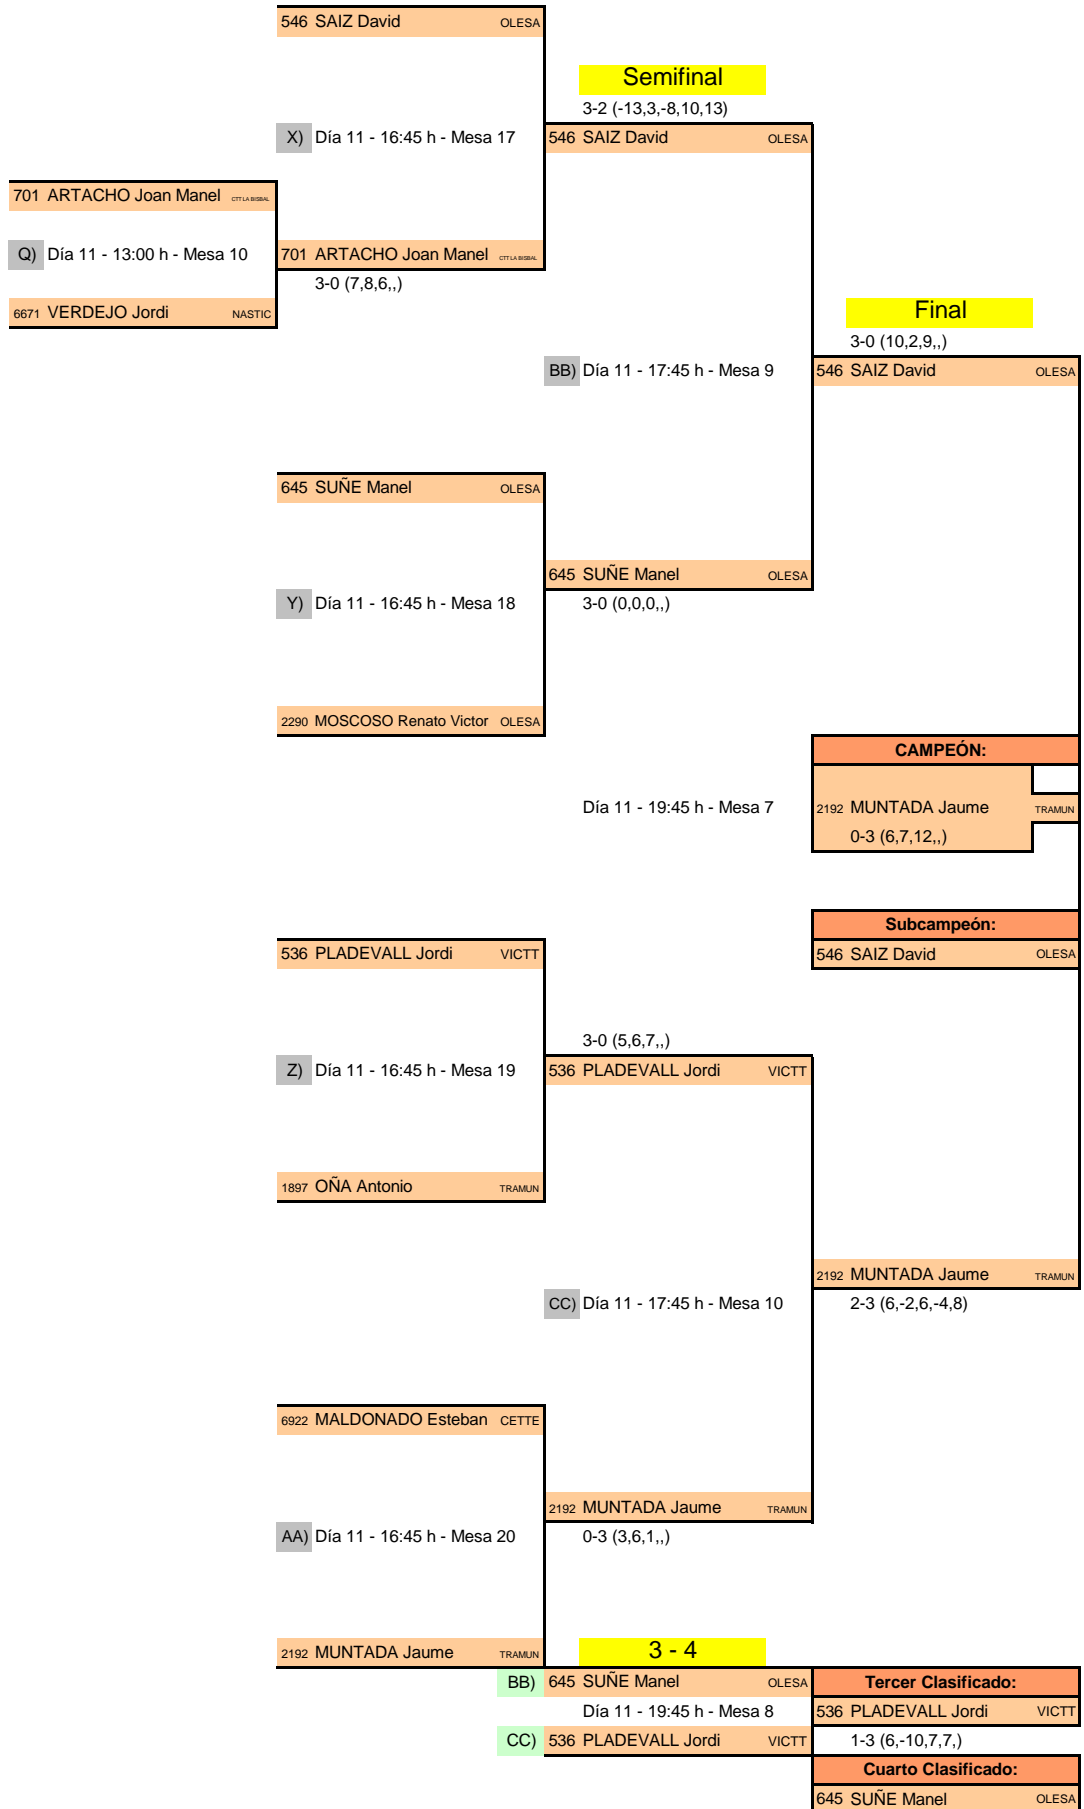 546 SAIZ David OLESA
Semifinal
3-2 (-13,3,-8,10,13)
X) Día 11 - 16:45 h - Mesa 17
546 SAIZ David OLESA
701 ARTACHO Joan Manel CTT LA BISBAL
Q) Día 11 - 13:00 h - Mesa 10
701 ARTACHO Joan Manel CTT LA BISBAL
3-0 (7,8,6,,)
6671 VERDEJO Jordi NASTIC
Final
3-0 (10,2,9,,)
BB) Día 11 - 17:45 h - Mesa 9
546 SAIZ David OLESA
645 SUÑE Manel OLESA
645 SUÑE Manel OLESA
Y) Día 11 - 16:45 h - Mesa 18
3-0 (0,0,0,,)
2290 MOSCOSO Renato Victor OLESA
CAMPEÓN:
Día 11 - 19:45 h - Mesa 7
2192 MUNTADA Jaume TRAMUN
0-3 (6,7,12,,)
Subcampeón:
536 PLADEVALL Jordi VICTT
546 SAIZ David OLESA
3-0 (5,6,7,,)
Z) Día 11 - 16:45 h - Mesa 19
536 PLADEVALL Jordi VICTT
1897 OÑA Antonio TRAMUN
2192 MUNTADA Jaume TRAMUN
CC) Día 11 - 17:45 h - Mesa 10
2-3 (6,-2,6,-4,8)
6922 MALDONADO Esteban CETTE
2192 MUNTADA Jaume TRAMUN
AA) Día 11 - 16:45 h - Mesa 20
0-3 (3,6,1,,)
2192 MUNTADA Jaume TRAMUN
3 - 4
BB) 645 SUÑE Manel OLESA
Tercer Clasificado:
Día 11 - 19:45 h - Mesa 8
536 PLADEVALL Jordi VICTT
CC) 536 PLADEVALL Jordi VICTT
1-3 (6,-10,7,7,)
Cuarto Clasificado:
645 SUÑE Manel OLESA